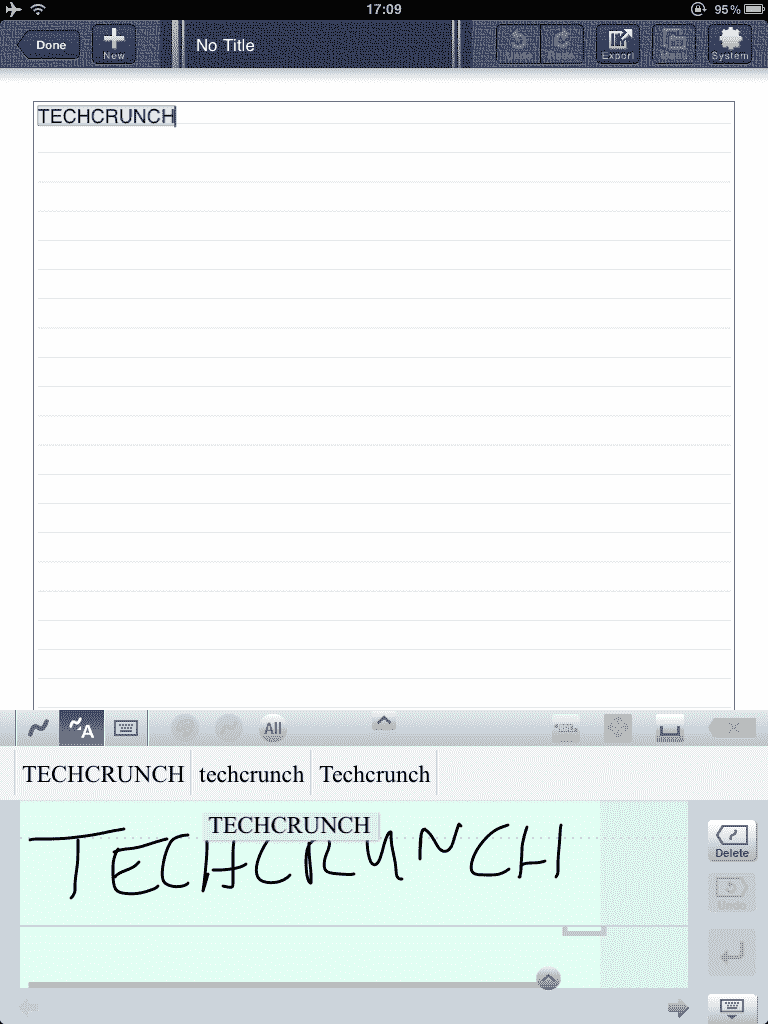 17:09
95%
Done
New
No Title
Undo
Redo
Export
Menu
System
TECHCRUNCH
A
All
TECHCRUNCH techcrunch Techcrunch
TECHCRUNCH
TECHCRUNCH
Delete
Undo